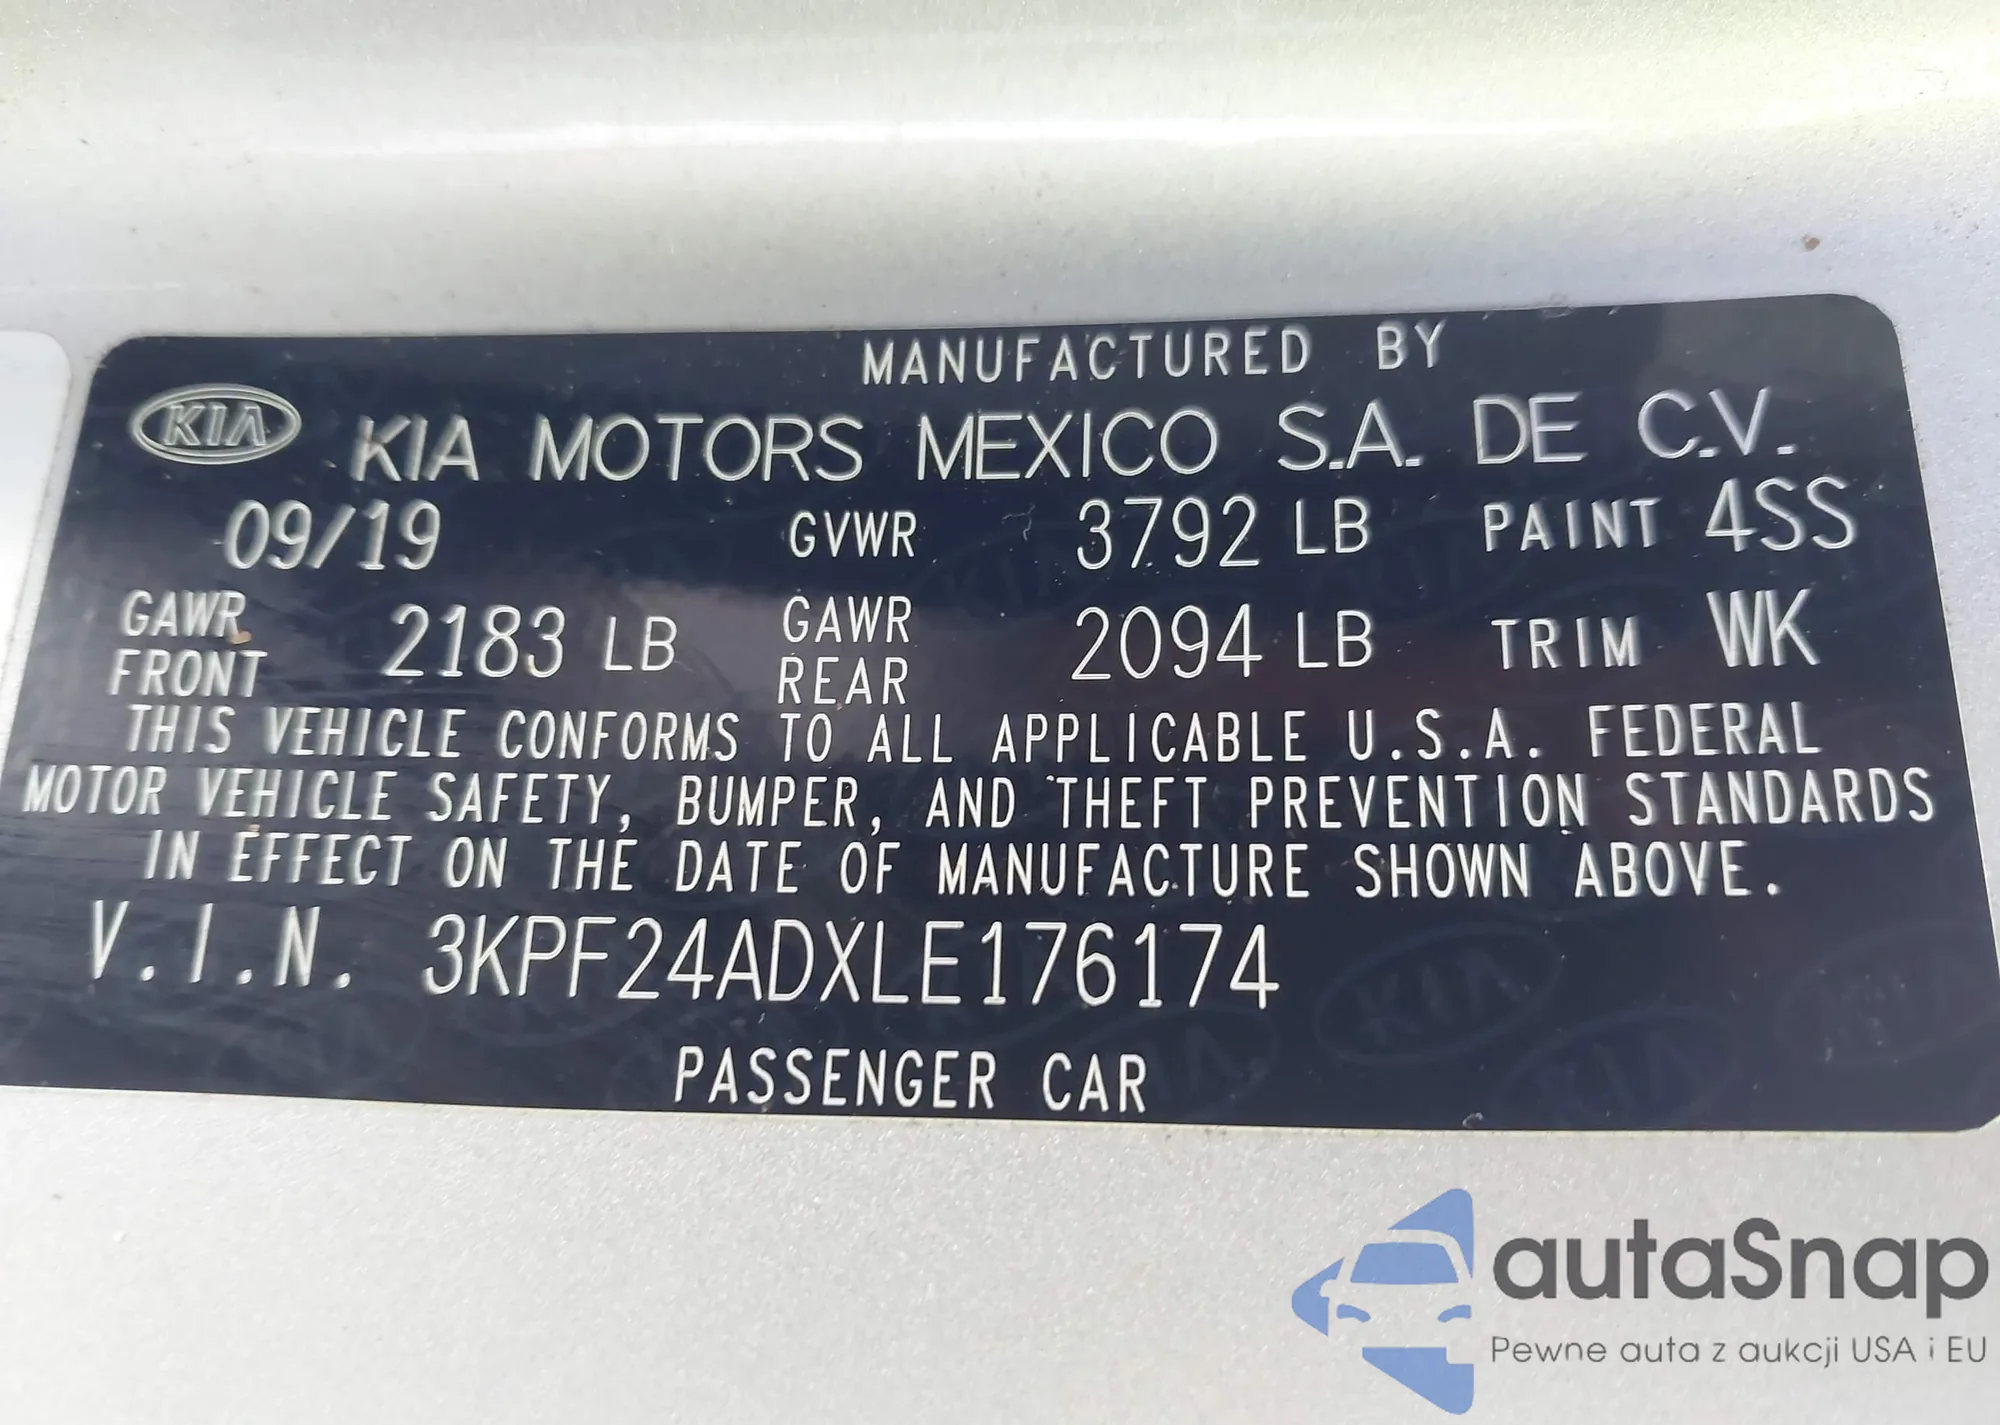 MANUFACTURED BY
KIA KIA MOTORS MEXICO S.A. DE C.V.
09/19 GVWR 3792 LB PAINT 4SS
GAWR FRONT 2183 LB GAWR REAR 2094 LB TRIM WK
THIS VEHICLE CONFORMS TO ALL APPLICABLE U.S.A. FEDERAL
MOTOR VEHICLE SAFETY, BUMPER, AND THEFT PREVENTION STANDARDS
IN EFFECT ON THE DATE OF MANUFACTURE SHOWN ABOVE.
V.I.N. 3KPF24ADXLE176174
PASSENGER CAR
autaSnap
Pewne auta z aukcji USA i EU